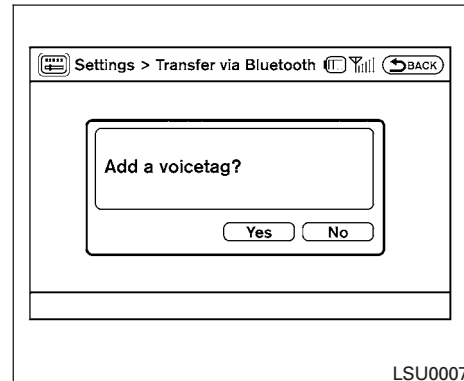 Settings > Transfer via Bluetooth BACK
Add a voicetag?
Yes No
LSU0007